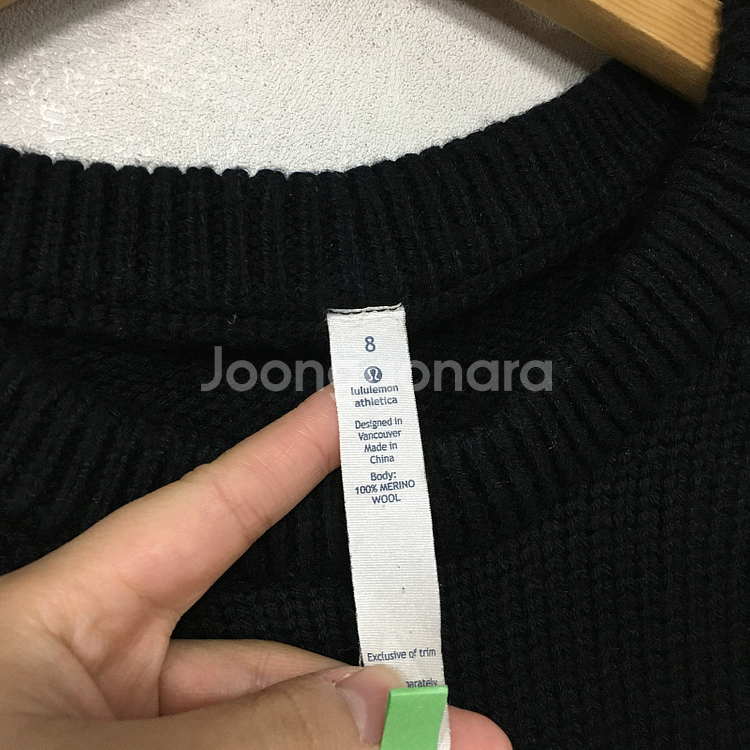 8
lululemon
athletica
Designed in
Vancouver
Made in
China
Body:
100% MERINO
WOOL
Exclusive of trim